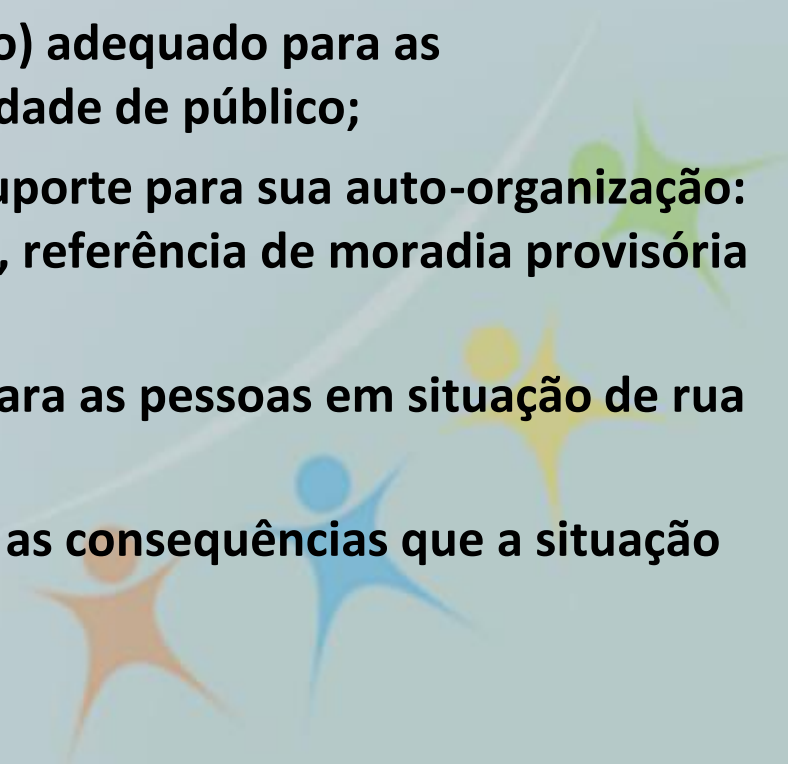 o) adequado para as
dade de público;
uporte para sua auto-organização:
, referência de moradia provisória
ara as pessoas em situação de rua
as consequências que a situação